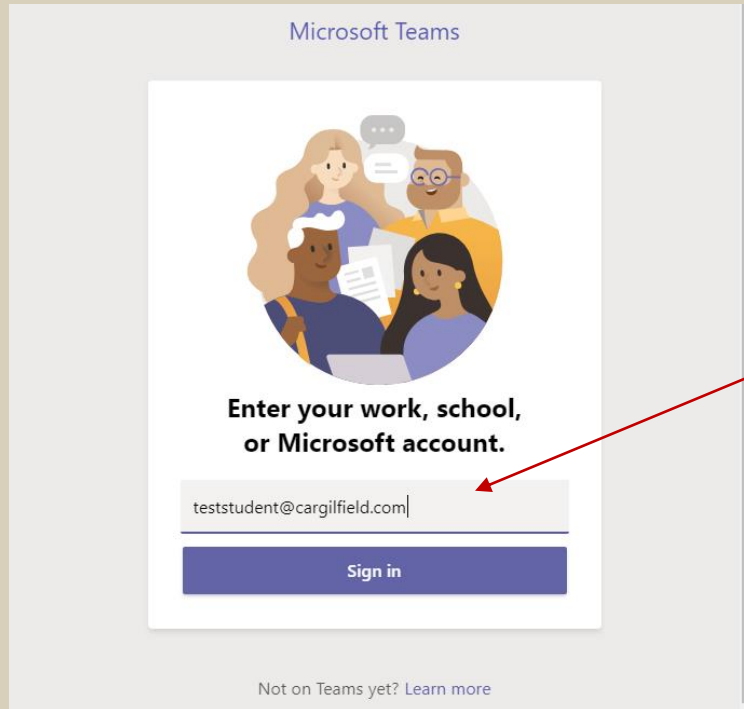 Microsoft Teams
Enter your work, school,
or Microsoft account.
teststudent@cargilfield.com
Sign in
Not on Teams yet? Learn more